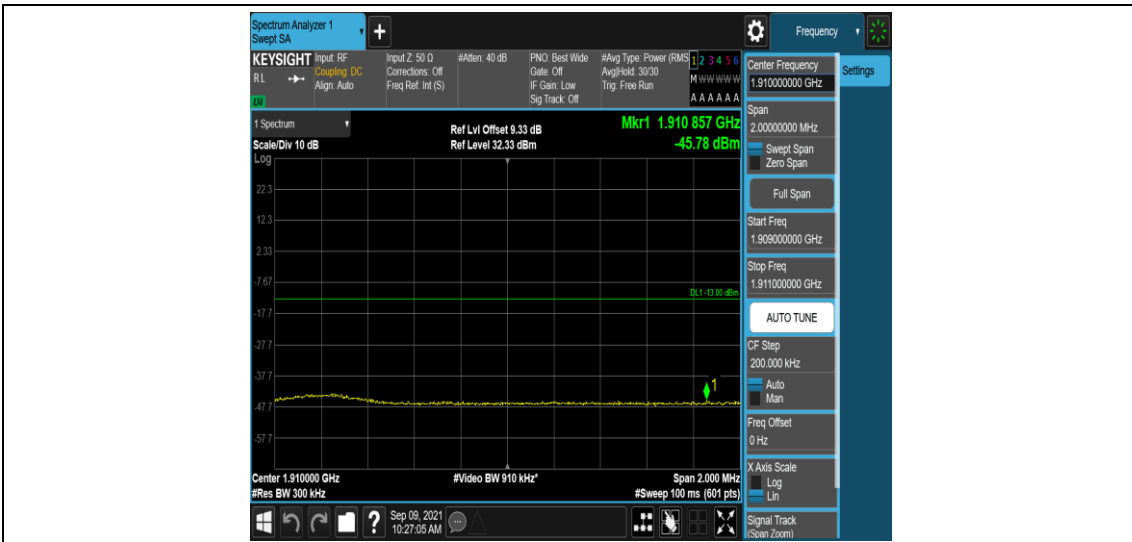 Spectrum Analyzer 1
Swept SA
+
Frequency
KEYSIGHT
RL
LXI
Input: RF
Coupling: DC
Align: Auto
Input Z: 50 Ω
Corrections: Off
Freq Ref: Int (S)
#Atten: 40 dB
PNO: Best Wide
Gate: Off
IF Gain: Low
Sig Track: Off
#Avg Type: Power (RMS
Avg|Hold: 30/30
Trig: Free Run
1 2 3 4 5 6
M W W W W W
A A A A A A
1 Spectrum
Scale/Div 10 dB
Log
Ref Lvl Offset 9.33 dB
Ref Level 32.33 dBm
Mkr1 1.910 857 GHz
-45.78 dBm
22.3
12.3
2.33
-7.67
DL1 -13.00 dBm
-17.7
-27.7
-37.7
1
-47.7
-57.7
Center 1.910000 GHz
#Video BW 910 kHz*
Span 2.000 MHz
#Res BW 300 kHz
#Sweep 100 ms (601 pts)
?
Sep 09, 2021
10:27:05 AM
Center Frequency
1.910000000 GHz
Settings
Span
2.00000000 MHz
Swept Span
Zero Span
Full Span
Start Freq
1.909000000 GHz
Stop Freq
1.911000000 GHz
AUTO TUNE
CF Step
200.000 kHz
Auto
Man
Freq Offset
0 Hz
X Axis Scale
Log
Lin
Signal Track
(Span Zoom)